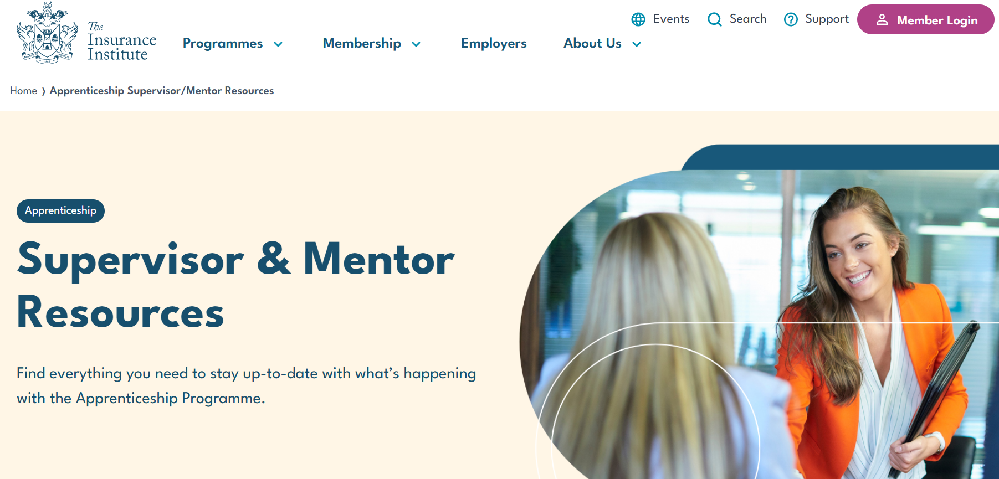 The
Insurance
Institute
Programmes
Membership
Employers
About Us
Events
Search
Support
Member Login
Home ❯ Apprenticeship Supervisor/Mentor Resources
Apprenticeship
Supervisor & Mentor
Resources
Find everything you need to stay up-to-date with what’s happening
with the Apprenticeship Programme.